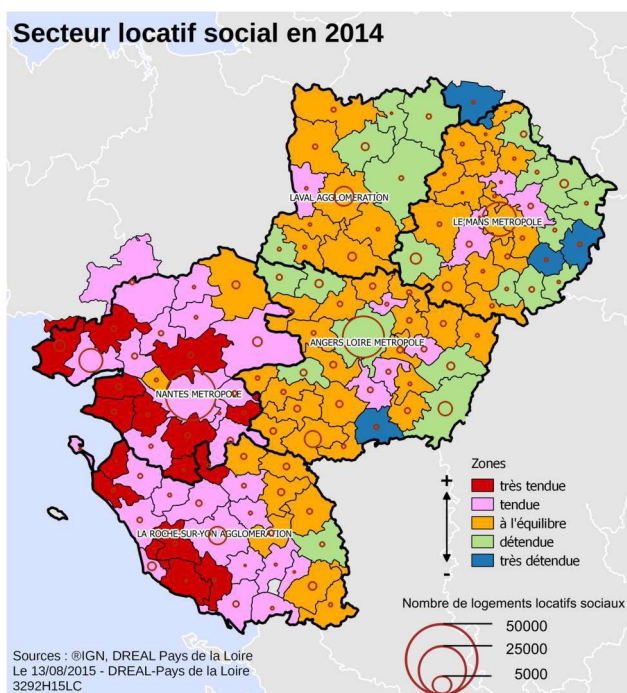 Secteur locatif social en 2014
LAVAL AGGLOMERATION
LE MANS METROPOLE
ANGERS LOIRE METROPOLE
NANTES METROPOLE
LA ROCHE-SUR-YON AGGLOMERATION
Zones
+
très tendue
tendue
à l'équilibre
détendue
très détendue
-
Nombre de logements locatifs sociaux
50000
25000
5000
Sources : ®IGN, DREAL Pays de la Loire
Le 13/08/2015 - DREAL-Pays de la Loire
3292H15LC